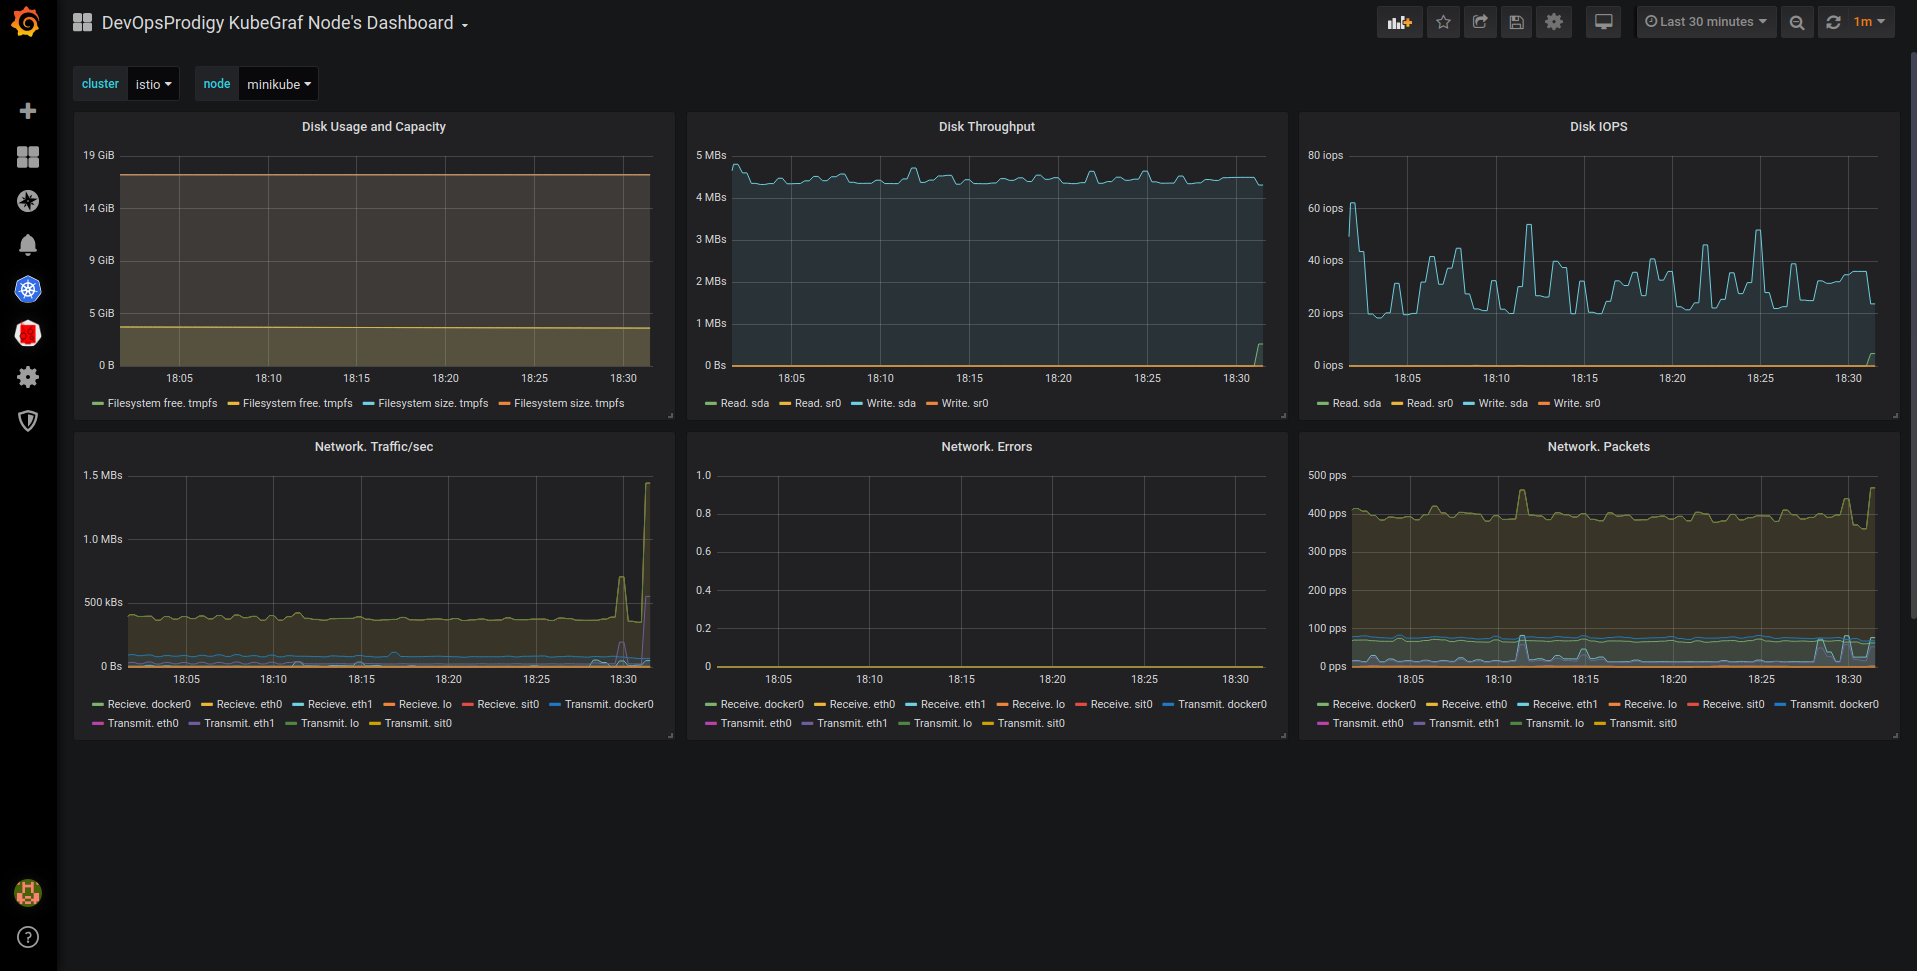 DevOpsProdigy KubeGraf Node's Dashboard
Last 30 minutes
1m
cluster istio node minikube
Disk Usage and Capacity
19 GiB
14 GiB
9 GiB
5 GiB
0 B
18:05 18:10 18:15 18:20 18:25 18:30
Filesystem free. tmpfs Filesystem free. tmpfs Filesystem size. tmpfs Filesystem size. tmpfs
Disk Throughput
5 MBs
4 MBs
3 MBs
2 MBs
1 MBs
0 Bs
18:05 18:10 18:15 18:20 18:25 18:30
Read. sda Read. sr0 Write. sda Write. sr0
Disk IOPS
80 iops
60 iops
40 iops
20 iops
0 iops
18:05 18:10 18:15 18:20 18:25 18:30
Read. sda Read. sr0 Write. sda Write. sr0
Network. Traffic/sec
1.5 MBs
1.0 MBs
500 kBs
0 Bs
18:05 18:10 18:15 18:20 18:25 18:30
Recieve. docker0 Recieve. eth0 Recieve. eth1 Recieve. lo Recieve. sit0 Transmit. docker0
Transmit. eth0 Transmit. eth1 Transmit. lo Transmit. sit0
Network. Errors
1.0
0.8
0.6
0.4
0.2
0
18:05 18:10 18:15 18:20 18:25 18:30
Receive. docker0 Receive. eth0 Receive. eth1 Receive. lo Receive. sit0 Transmit. docker0
Transmit. eth0 Transmit. eth1 Transmit. lo Transmit. sit0
Network. Packets
500 pps
400 pps
300 pps
200 pps
100 pps
0 pps
18:05 18:10 18:15 18:20 18:25 18:30
Receive. docker0 Receive. eth0 Receive. eth1 Receive. lo Receive. sit0 Transmit. docker0
Transmit. eth0 Transmit. eth1 Transmit. lo Transmit. sit0